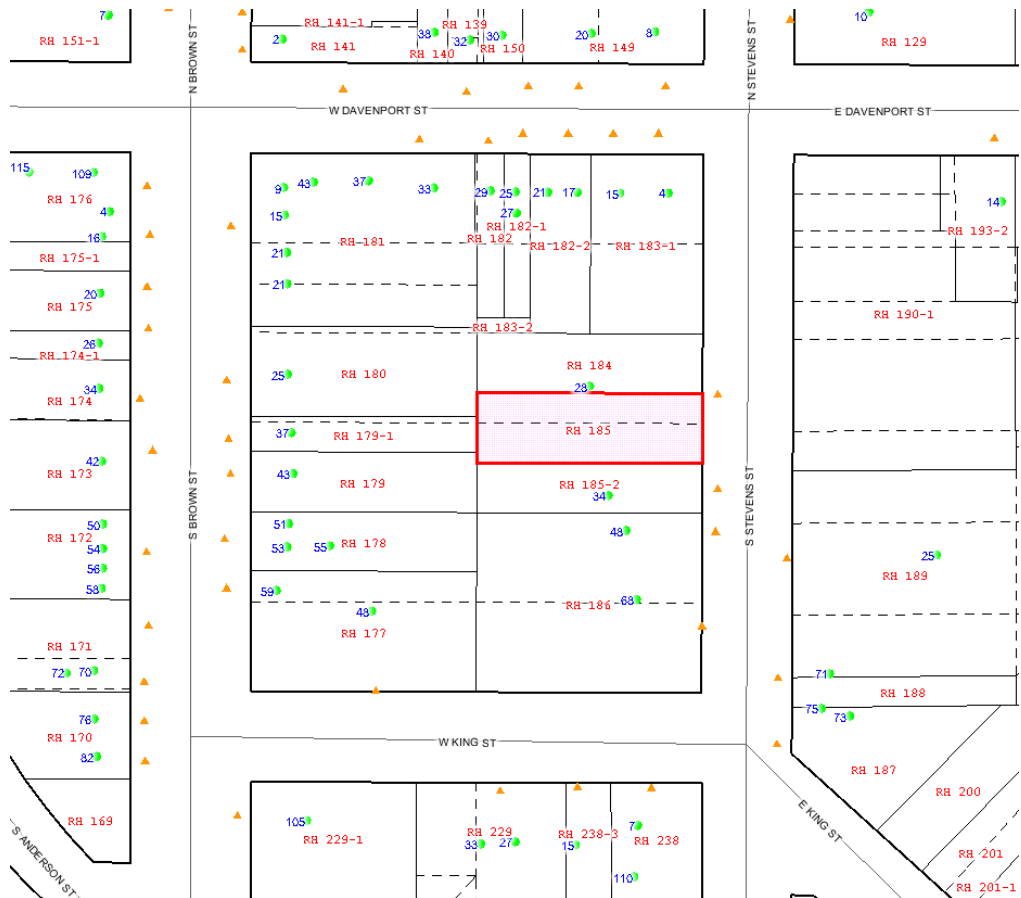 7
RH 151-1
N BROWN ST
RH 141-1
2
RH 141
38
RH 139
RH 140
32
30
RH 150
20
RH 149
8
N STEVENS ST
10
RH 129
W DAVENPORT ST
E DAVENPORT ST
115
109
RH 176
4
16
RH 175-1
20
RH 175
26
RH 174-1
34
RH 174
42
RH 173
50
RH 172
54
56
58
RH 171
72
70
76
RH 170
82
RH 169
S ANDERSON ST
S BROWN ST
9
43
37
33
15
RH 181
21
21
29
25
21
17
15
4
27
RH 182-1
RH 182
RH 182-2
RH 183-1
RH 183-2
25
RH 180
RH 184
28
37
RH 179-1
RH 185
43
RH 179
RH 185-2
34
51
53
55
RH 178
48
59
48
RH 177
RH 186
68
S STEVENS ST
14
RH 193-2
RH 190-1
25
RH 189
71
RH 188
75
73
RH 187
RH 200
RH 201
RH 201-1
W KING ST
E KING ST
105
RH 229-1
RH 229
33
27
15
RH 238-3
7
RH 238
110